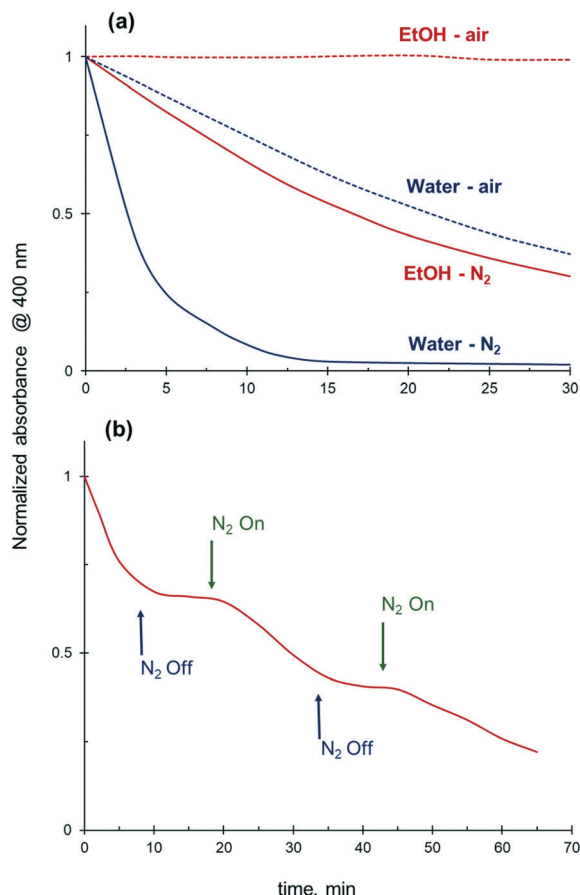 (a)
EtOH - air
Water - air
EtOH - N₂
Water - N₂
1
0.5
0
0 5 10 15 20 25 30
Normalized absorbance @ 400 nm
(b)
N₂ On
N₂ On
N₂ Off
N₂ Off
1
0.5
0
0 10 20 30 40 50 60 70
time, min